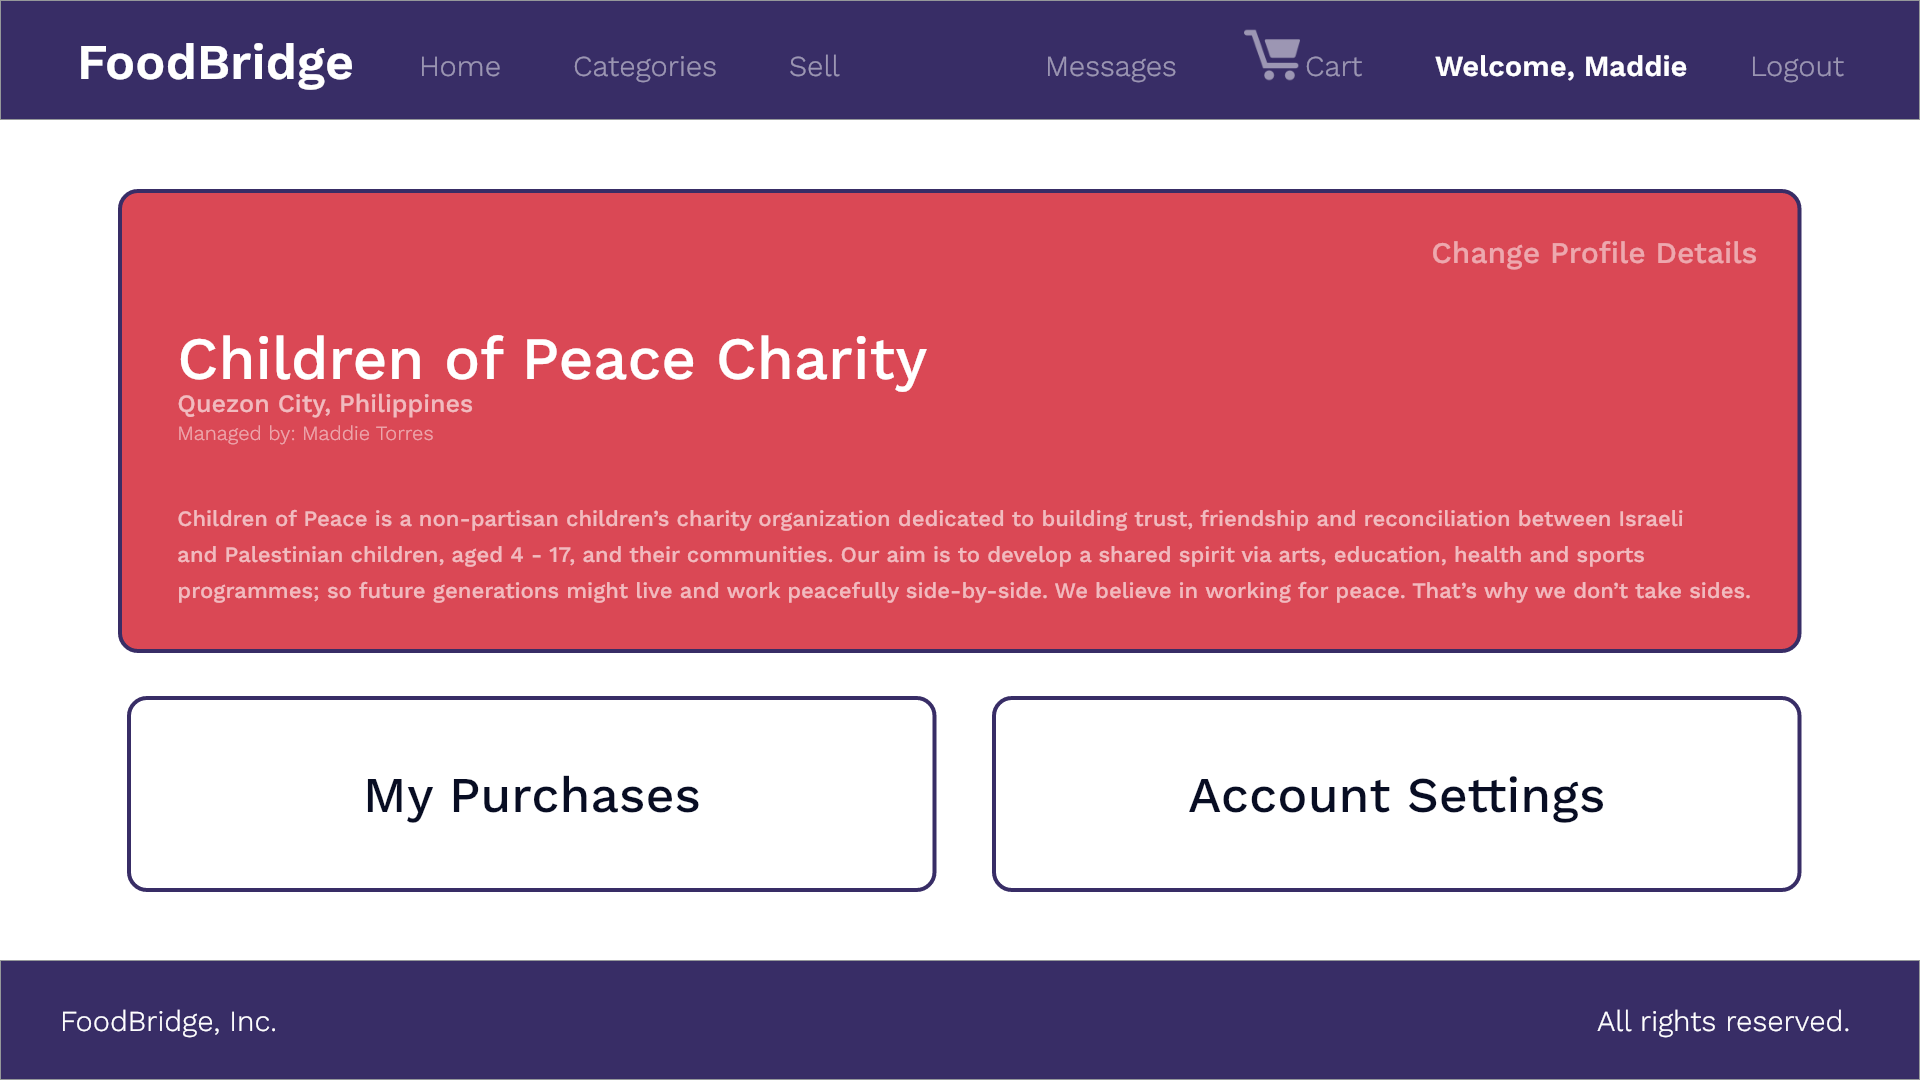 FoodBridge Home Categories Sell Messages Cart Welcome, Maddie Logout
Change Profile Details
Children of Peace Charity
Quezon City, Philippines
Managed by: Maddie Torres
Children of Peace is a non-partisan children’s charity organization dedicated to building trust, friendship and reconciliation between Israeli
and Palestinian children, aged 4 - 17, and their communities. Our aim is to develop a shared spirit via arts, education, health and sports
programmes; so future generations might live and work peacefully side-by-side. We believe in working for peace. That’s why we don’t take sides.
My Purchases Account Settings
FoodBridge, Inc. All rights reserved.